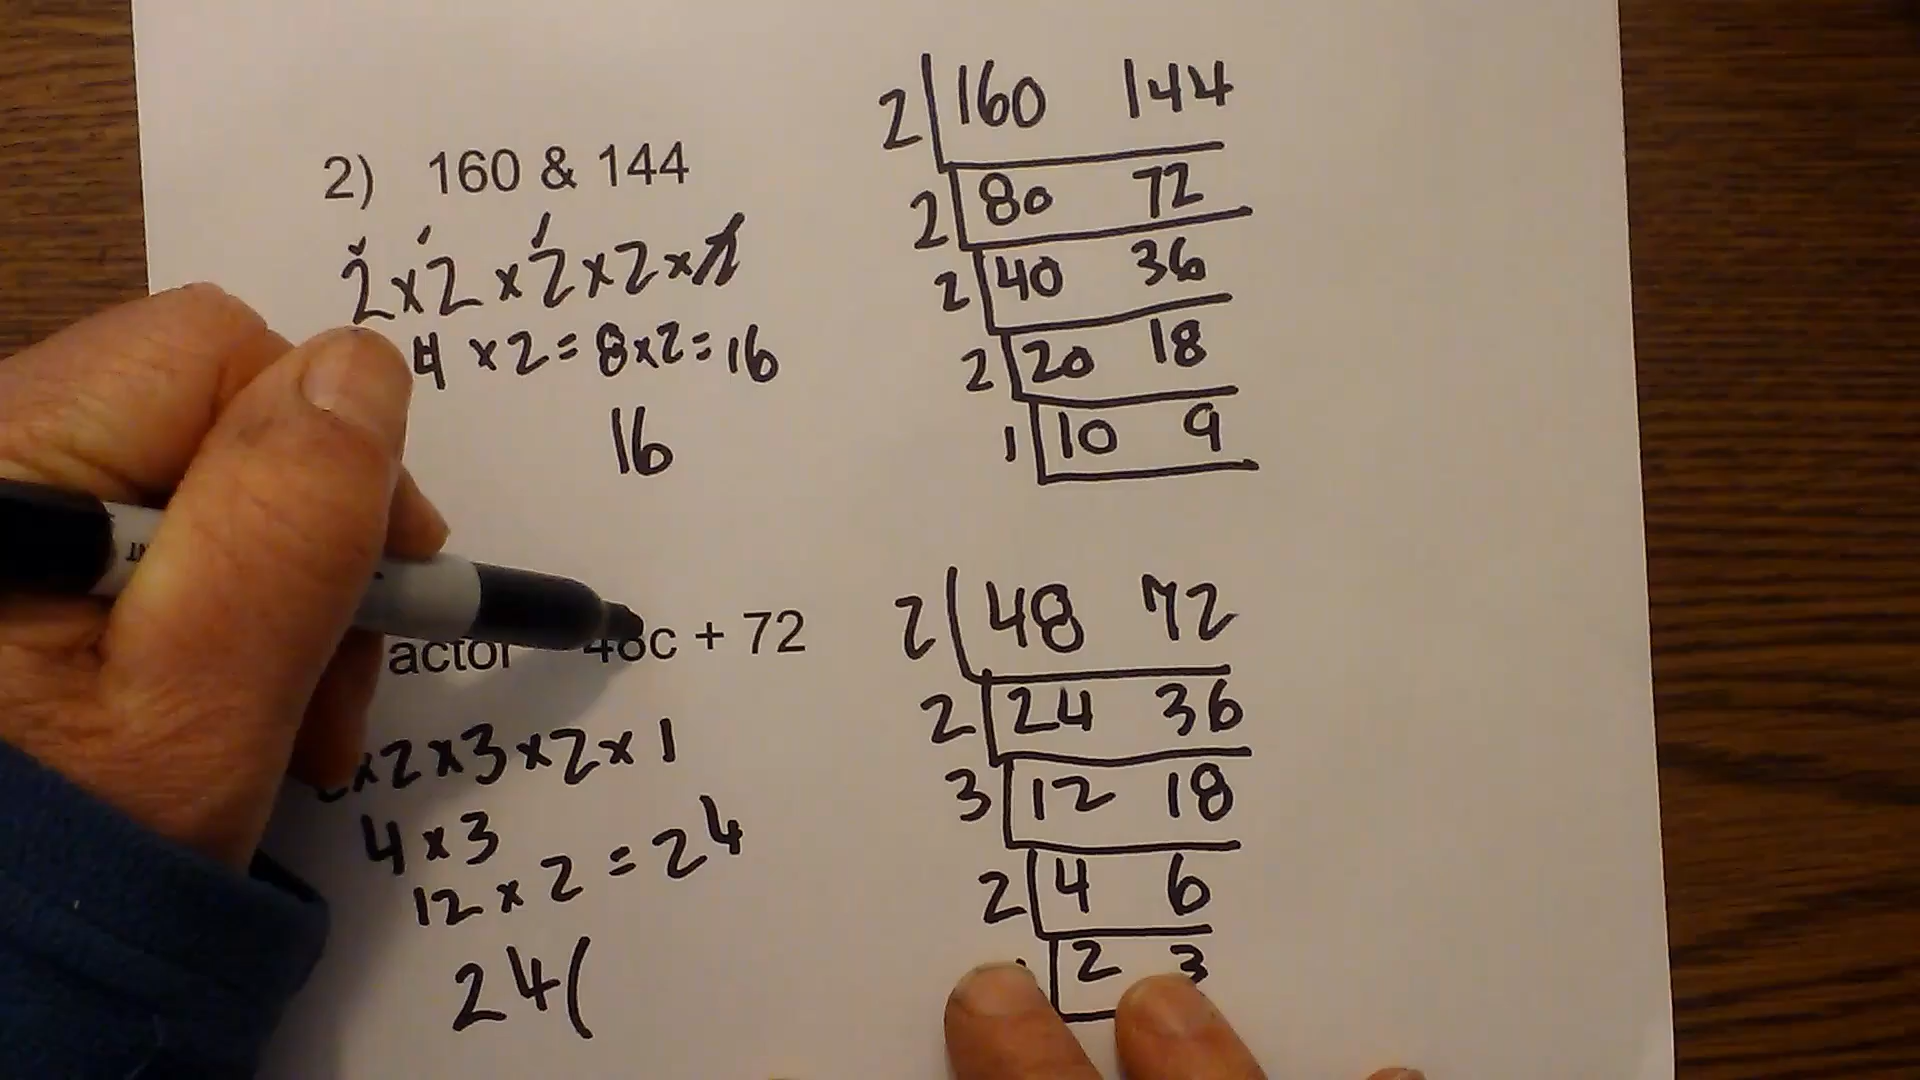 2) 160 & 144
2 x 2 x 2 x 2 x 1
4 x 2 = 8 x 2 = 16
16
2 160 144
2 80 72
2 40 36
2 20 18
1 10 9
actor 48c + 72
x 2 x 3 x 2 x 1
4 x 3
12 x 2 = 24
24(
2 48 72
2 24 36
3 12 18
2 4 6
2 3